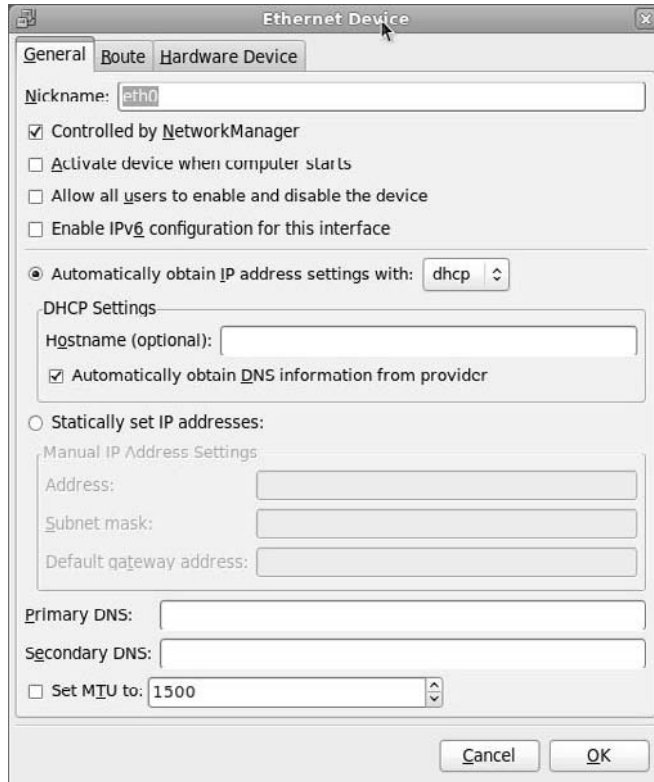 Ethernet Device
General Route Hardware Device
Nickname: eth0
Controlled by NetworkManager
Activate device when computer starts
Allow all users to enable and disable the device
Enable IPv6 configuration for this interface
Automatically obtain IP address settings with: dhcp
DHCP Settings
Hostname (optional):
Automatically obtain DNS information from provider
Statically set IP addresses:
Manual IP Address Settings
Address:
Subnet mask:
Default gateway address:
Primary DNS:
Secondary DNS:
Set MTU to: 1500
Cancel OK